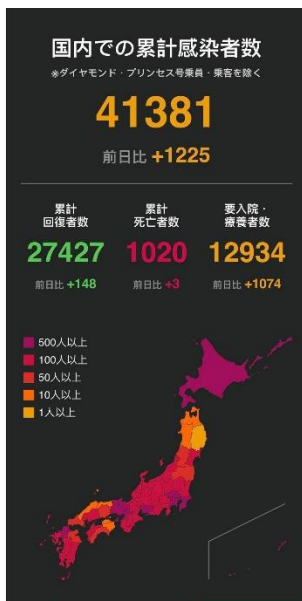 国内での累計感染者数
※ダイヤモンド・プリンセス号乗員・乗客を除く
41381
前日比 +1225
累計
回復者数
27427
前日比 +148
累計
死亡者数
1020
前日比 +3
要入院・
療養者数
12934
前日比 +1074
500人以上
100人以上
50人以上
10人以上
1人以上